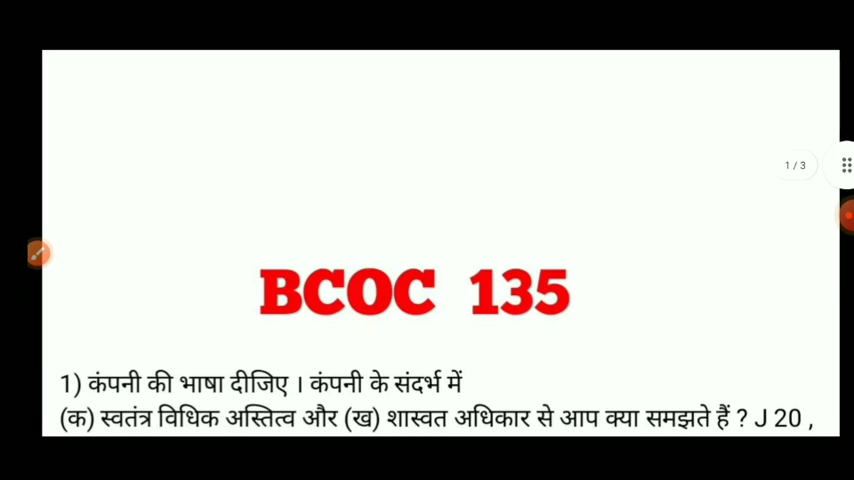 1 / 3
BCOC 135
1) कंपनी की भाषा दीजिए । कंपनी के संदर्भ में
(क) स्वतंत्र विधिक अस्तित्व और (ख) शास्वत अधिकार से आप क्या समझते हैं ? J 20 ,